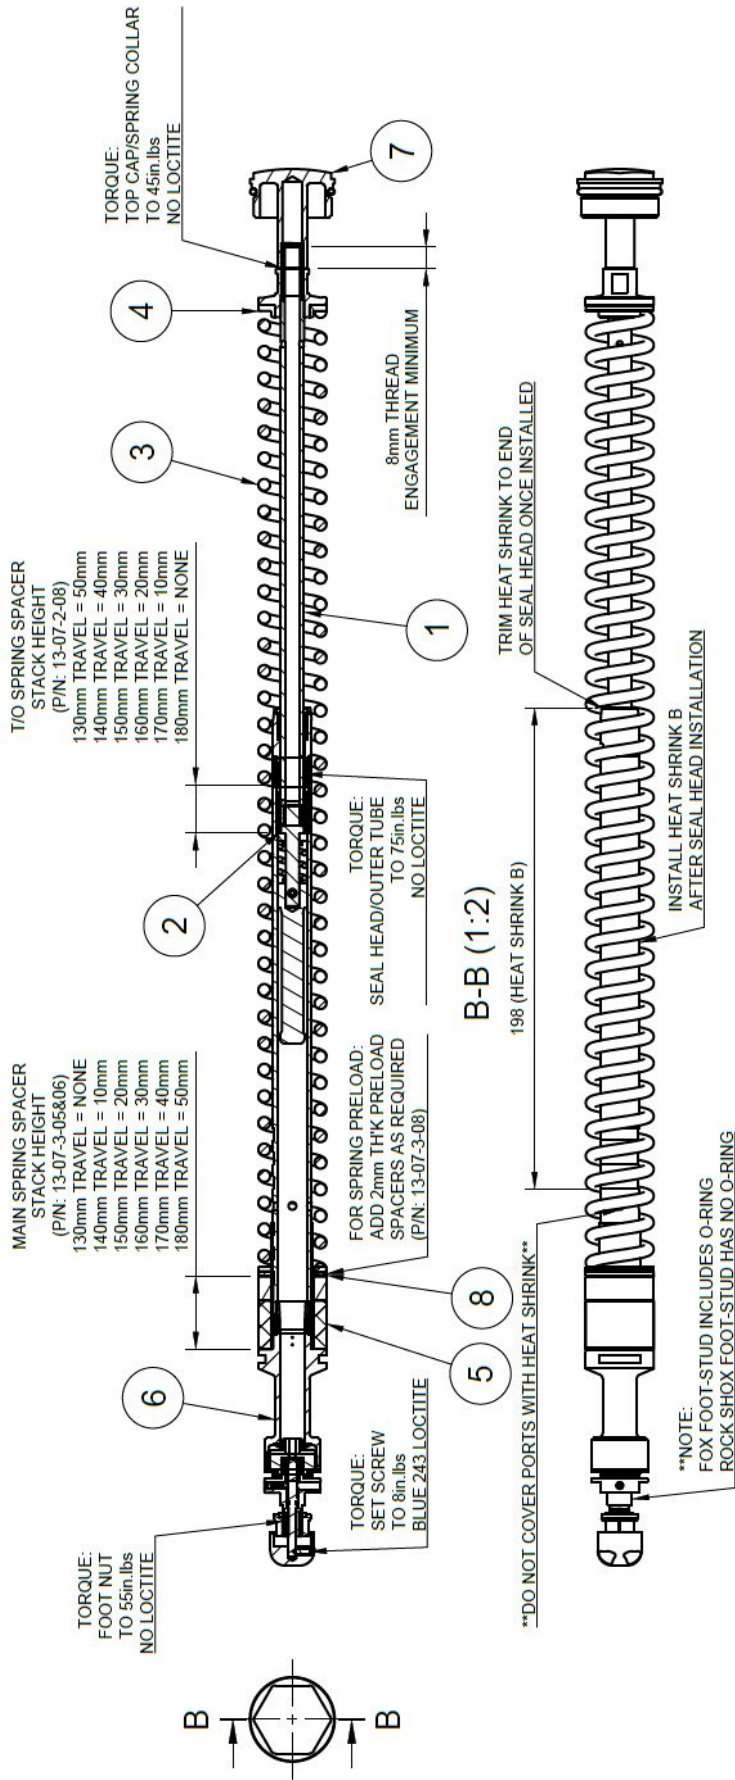 TORQUE:
FOOT NUT
TO 55in.lbs
NO LOCTITE
MAIN SPRING SPACER
STACK HEIGHT
(P/N: 13-07-3-05&06)
130mm TRAVEL = NONE
140mm TRAVEL = 10mm
150mm TRAVEL = 20mm
160mm TRAVEL = 30mm
170mm TRAVEL = 40mm
180mm TRAVEL = 50mm
T/O SPRING SPACER
STACK HEIGHT
(P/N: 13-07-2-08)
130mm TRAVEL = 50mm
140mm TRAVEL = 40mm
150mm TRAVEL = 30mm
160mm TRAVEL = 20mm
170mm TRAVEL = 10mm
180mm TRAVEL = NONE
TORQUE:
TOP CAP/SPRING COLLAR
TO 45in.lbs
NO LOCTITE
6
2
3
4
B
B
5
8
1
7
TORQUE:
SET SCREW
TO 8in.lbs
BLUE 243 LOCTITE
FOR SPRING PRELOAD:
ADD 2mm TH'K PRELOAD
SPACERS AS REQUIRED
(P/N: 13-07-3-08)
TORQUE:
SEAL HEAD/OUTER TUBE
TO 75in.lbs
NO LOCTITE
8mm THREAD
ENGAGEMENT MINIMUM
B-B (1:2)
198 (HEAT SHRINK B)
**DO NOT COVER PORTS WITH HEAT SHRINK**
TRIM HEAT SHRINK TO END
OF SEAL HEAD ONCE INSTALLED
INSTALL HEAT SHRINK B
AFTER SEAL HEAD INSTALLATION
**NOTE:
FOX FOOT-STUD INCLUDES O-RING
ROCK SHOX FOOT-STUD HAS NO O-RING